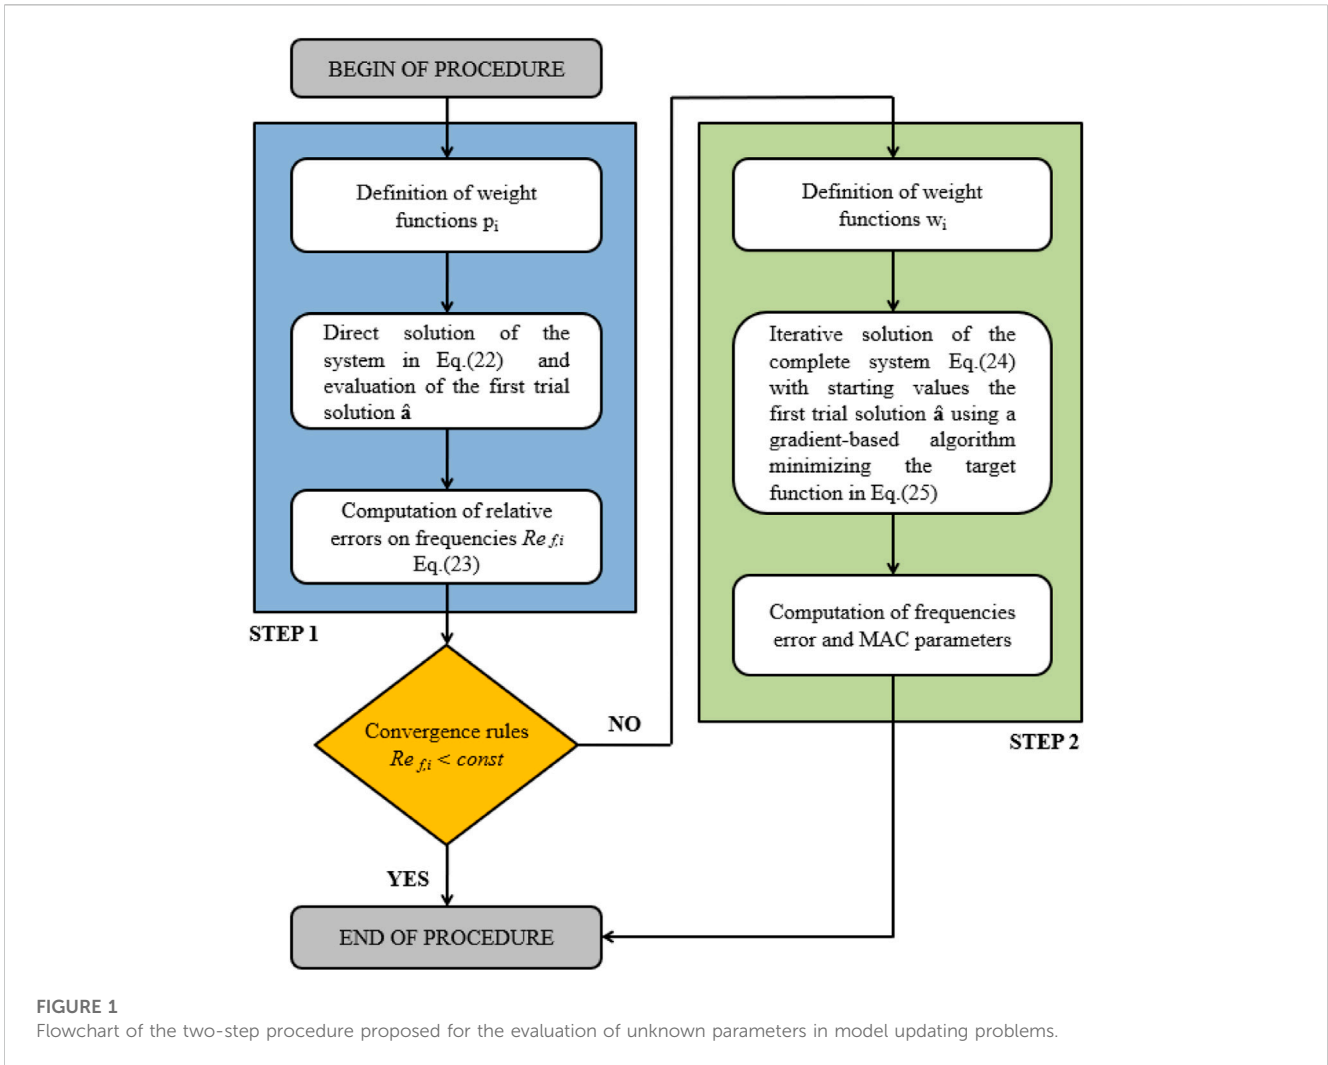 BEGIN OF PROCEDURE
Definition of weight
functions pi
Direct solution of the
system in Eq.(22) and
evaluation of the first trial
solution â
Computation of relative
errors on frequencies Re f,i
Eq.(23)
STEP 1
Convergence rules
Re f,i < const
NO
YES
END OF PROCEDURE
Definition of weight
functions wi
Iterative solution of the
complete system Eq.(24)
with starting values the
first trial solution â using a
gradient-based algorithm
minimizing the target
function in Eq.(25)
Computation of frequencies
error and MAC parameters
STEP 2
FIGURE 1
Flowchart of the two-step procedure proposed for the evaluation of unknown parameters in model updating problems.